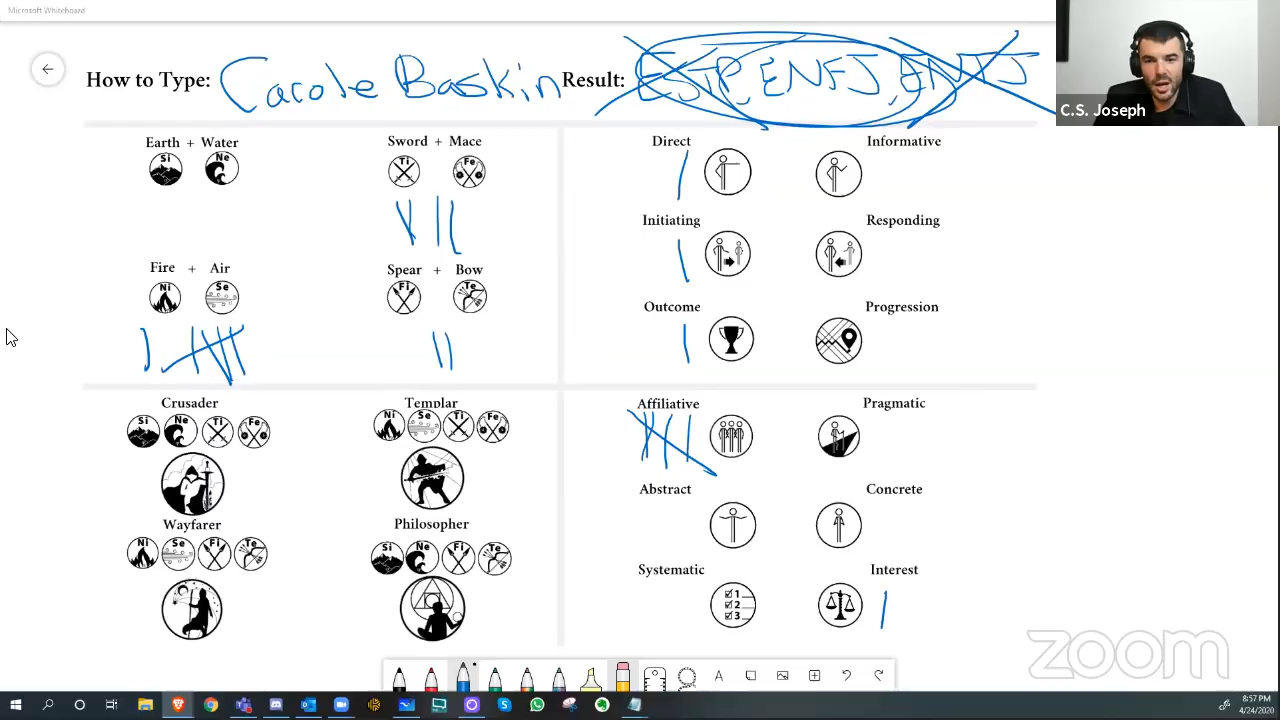 Microsoft Whiteboard
How to Type: Carole Baskin Result: ESTP, ENFJ, ENTJ
C.S. Joseph
Earth + Water
Si Ne
Sword + Mace
Ti Fe
Fire + Air
Ni Se
Spear + Bow
Fi Te
Direct Informative
Initiating Responding
Outcome Progression
Crusader
Si Ne Ti Fe
Templar
Ni Se Ti Fe
Wayfarer
Ni Se Fi Te
Philosopher
Si Ne Fi Te
Affiliative Pragmatic
Abstract Concrete
Systematic Interest
1
2
3
zoom
A
8:57 PM
4/24/2020